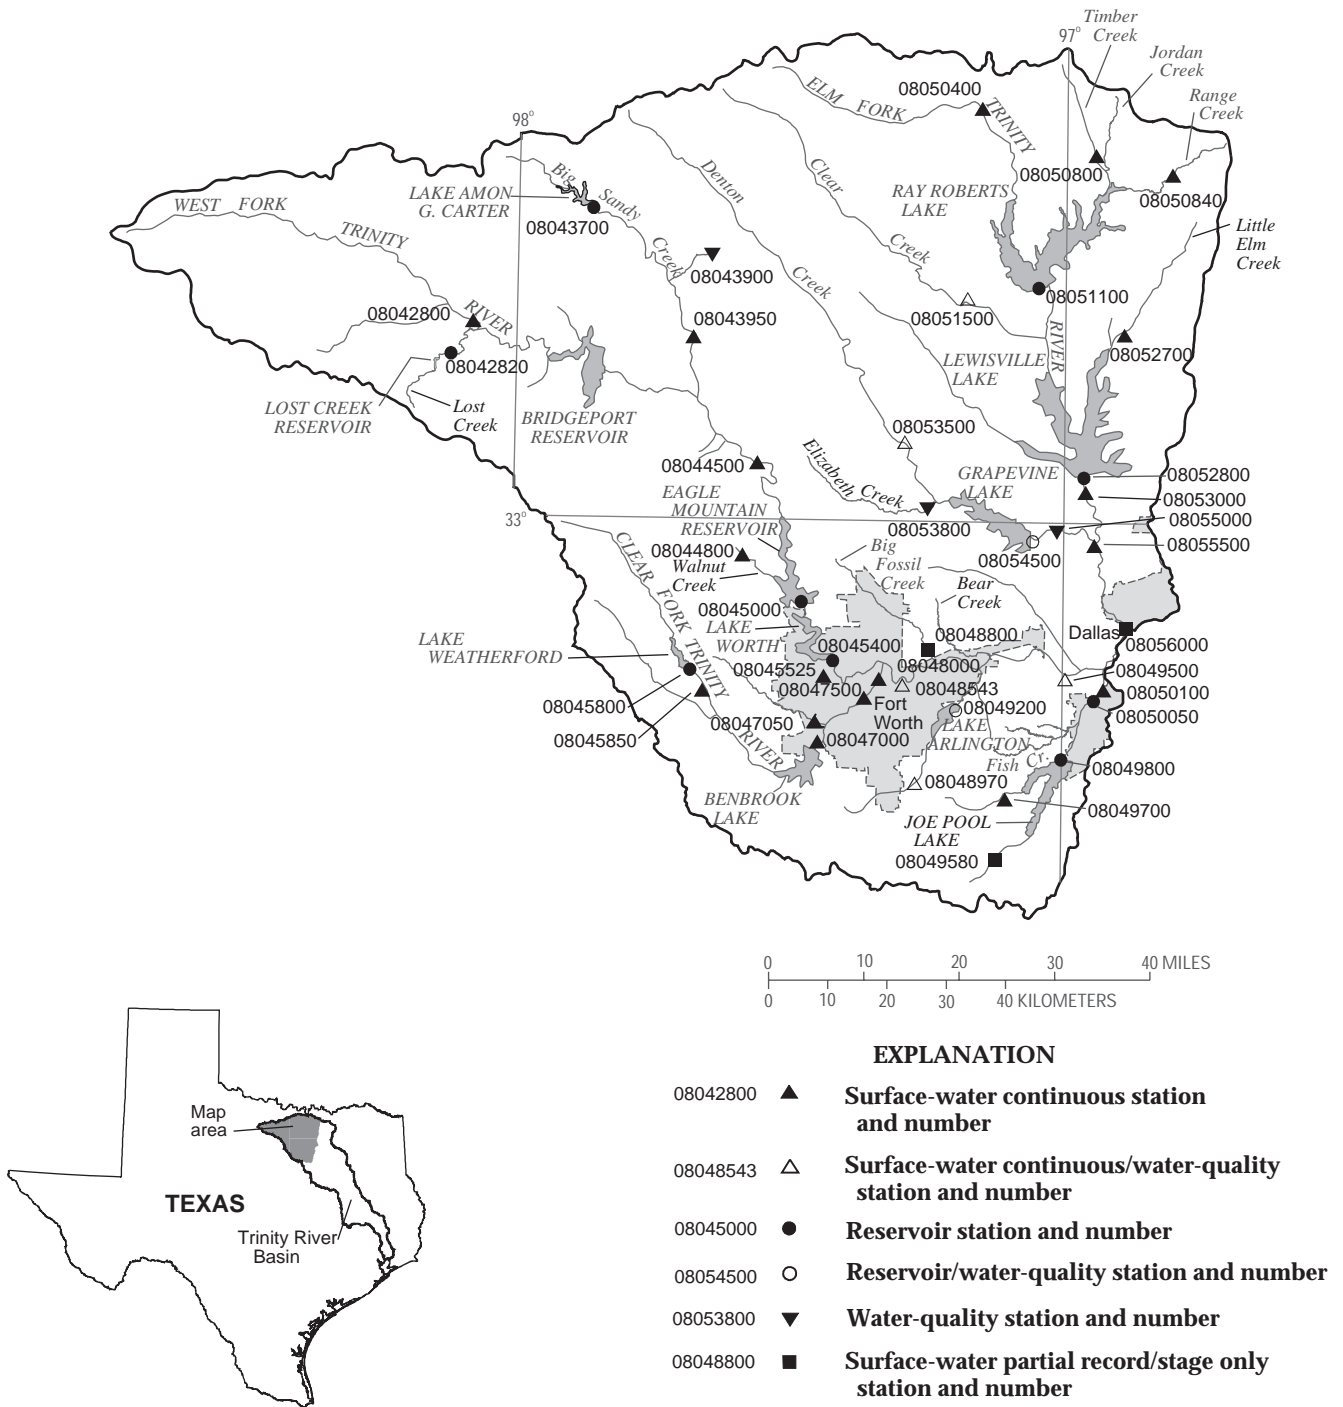 Timber
Creek
97°
Jordan
Creek
Range
Creek
08050400
ELM FORK
TRINITY
98°
Big Sandy Creek
Denton Creek
Clear Creek
LAKE AMON
G. CARTER
08043700
WEST FORK
TRINITY
RIVER
RAY ROBERTS
LAKE
08050800
08050840
Little
Elm
Creek
08043900
08051100
08042800
08043950
08051500
RIVER
08052700
08042820
LEWISVILLE
LAKE
LOST CREEK
RESERVOIR
Lost
Creek
BRIDGEPORT
RESERVOIR
08053500
Elizabeth Creek
08044500
GRAPEVINE
LAKE
08052800
EAGLE
MOUNTAIN
RESERVOIR
08053000
33°
08053800
08055000
08054500
08055500
CLEAR FORK TRINITY RIVER
08044800
Walnut
Creek
Big
Fossil
Creek
Bear
Creek
08045000
LAKE
WORTH
08048800
Dallas
08056000
LAKE
WEATHERFORD
08045400
08045525
08048000
08049500
08047500
08048543
08050100
08045800
Fort
Worth
08049200
08050050
08047050
LAKE
ARLINGTON
08045850
08047000
Fish Cr.
08049800
08048970
BENBROOK
LAKE
08049700
JOE POOL
LAKE
08049580
0 10 20 30 40 MILES
0 10 20 30 40 KILOMETERS
EXPLANATION
08042800 Surface-water continuous station
and number
08048543 Surface-water continuous/water-quality
station and number
08045000 Reservoir station and number
08054500 Reservoir/water-quality station and number
08053800 Water-quality station and number
08048800 Surface-water partial record/stage only
station and number
Map
area
TEXAS
Trinity River
Basin